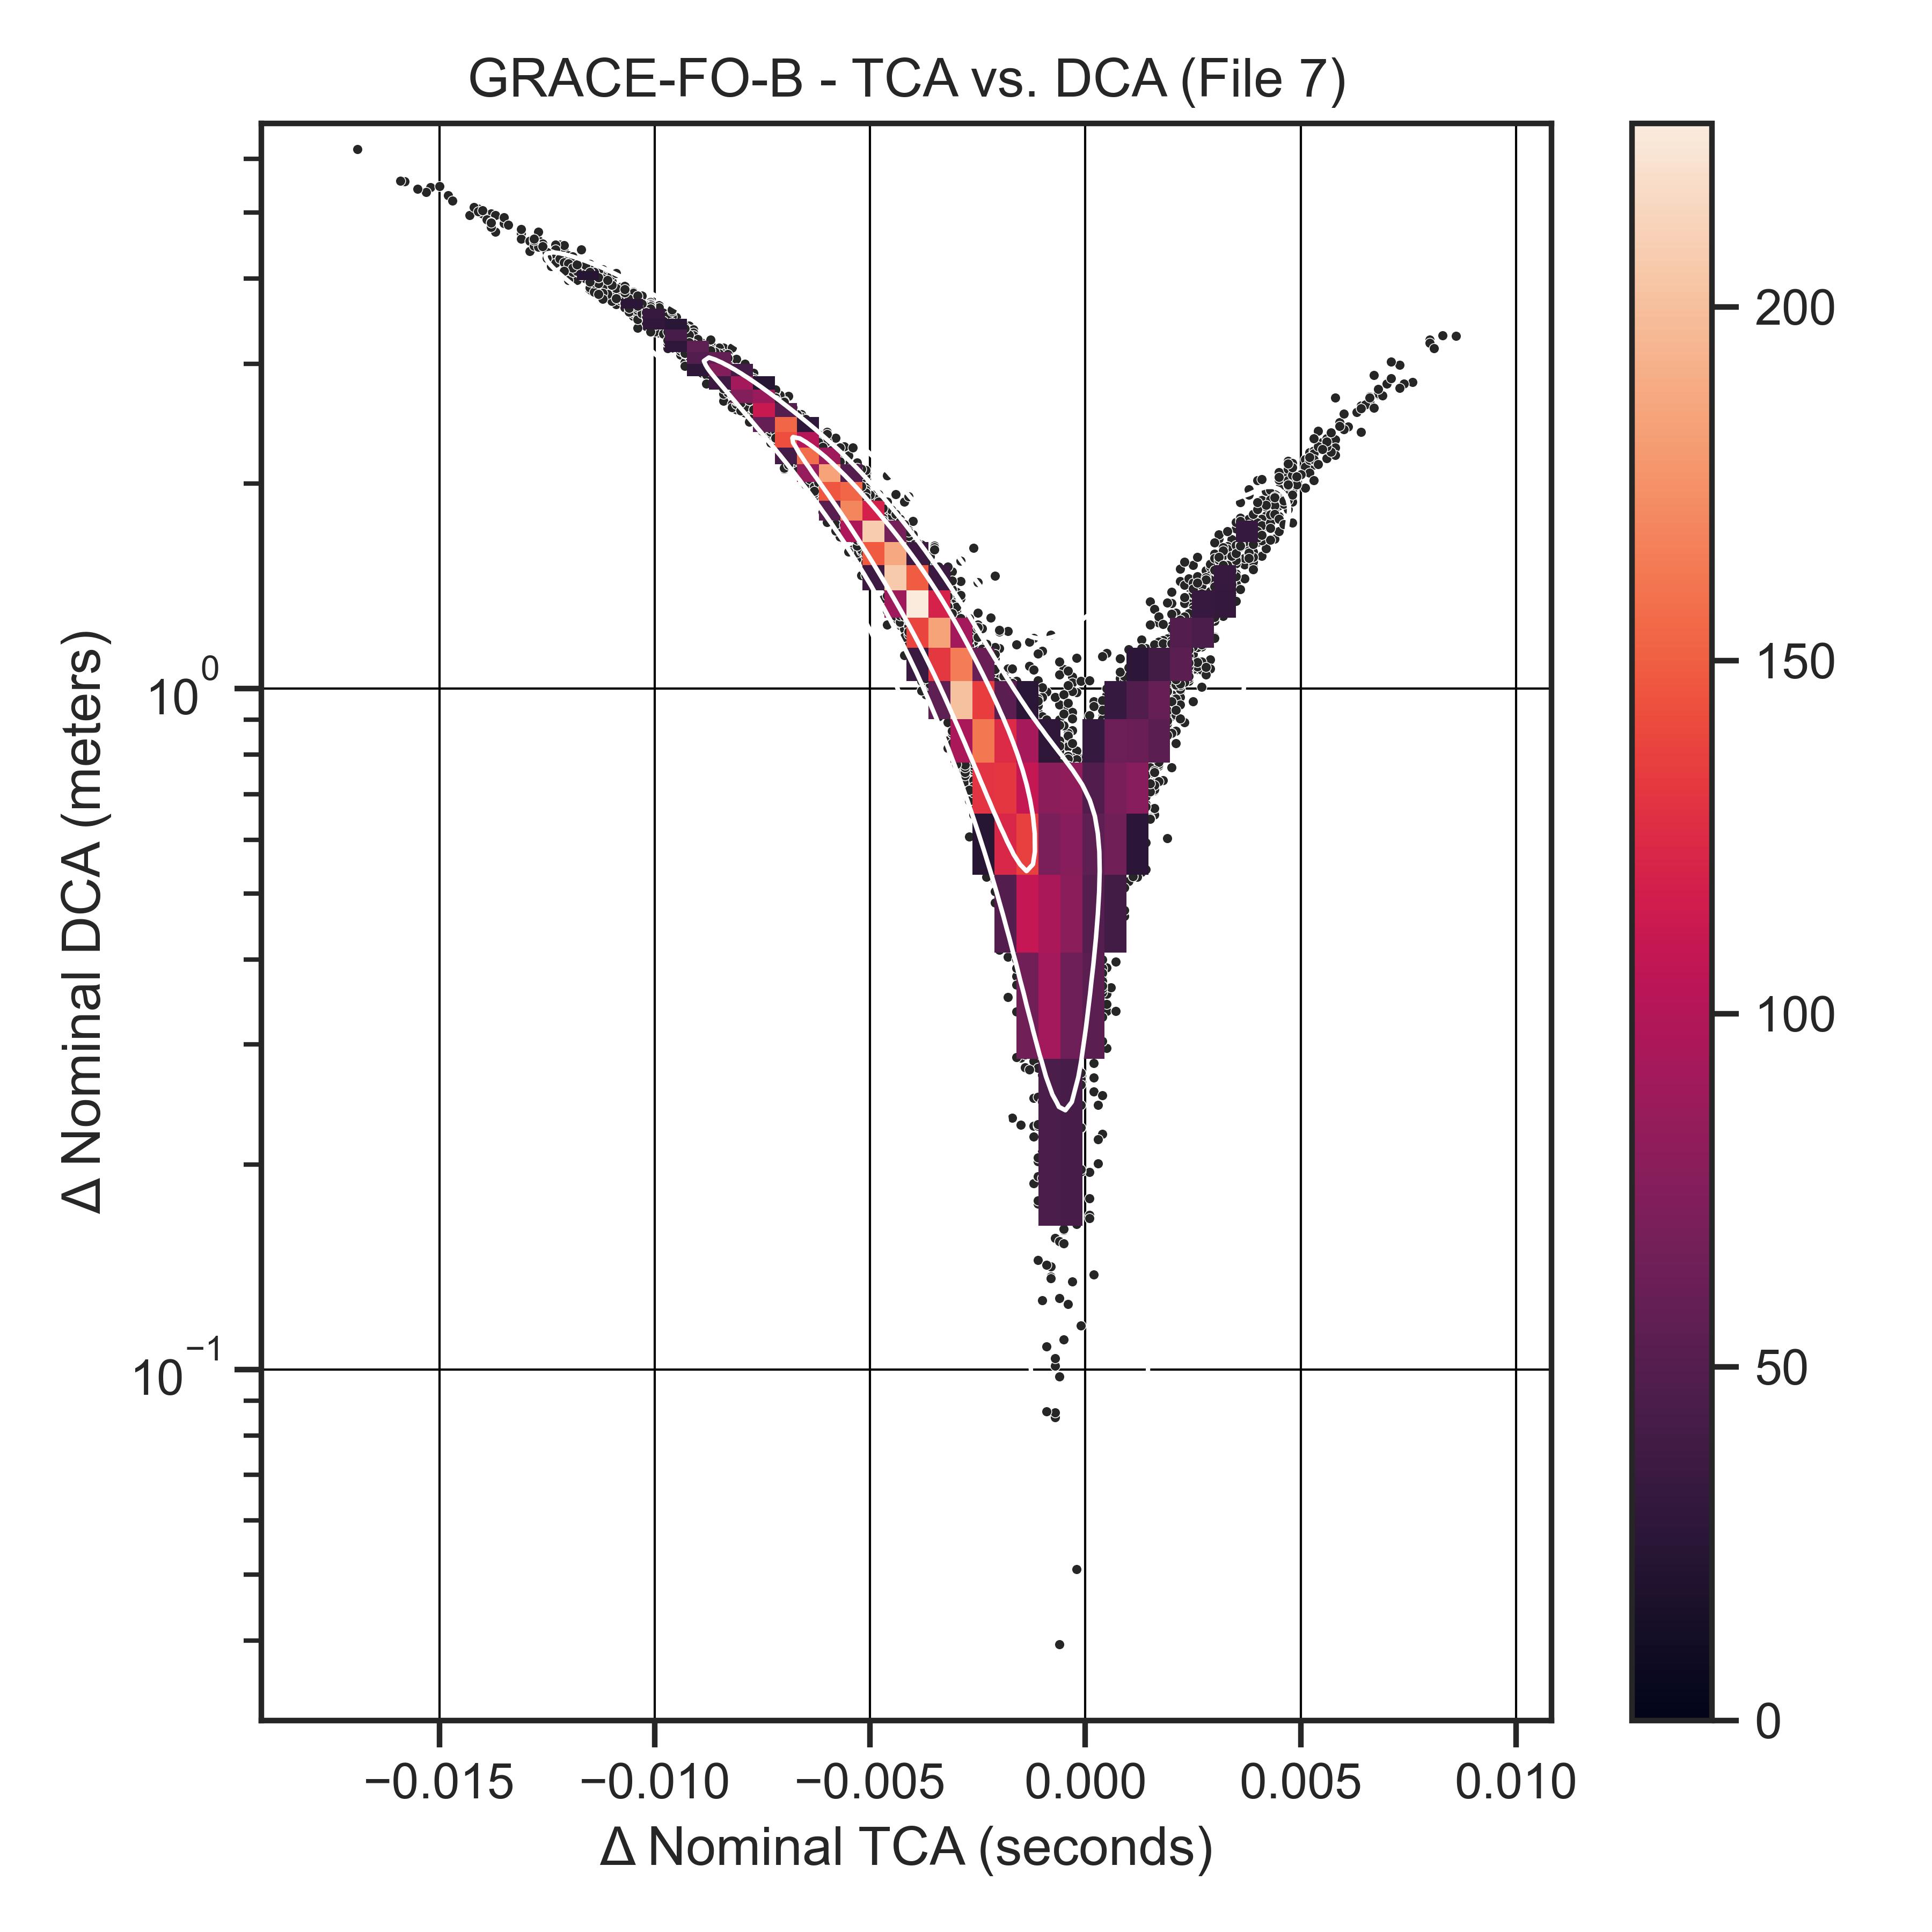 GRACE-FO-B - TCA vs. DCA (File 7)
Δ Nominal DCA (meters)
10⁰
10⁻¹
−0.015 −0.010 −0.005 0.000 0.005 0.010
Δ Nominal TCA (seconds)
200
150
100
50
0